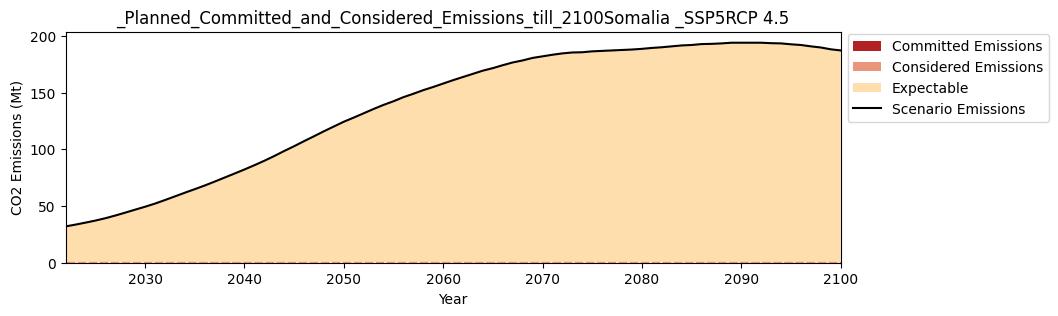 _Planned_Committed_and_Considered_Emissions_till_2100Somalia _SSP5RCP 4.5
200
150
100
50
0
CO2 Emissions (Mt)
2030 2040 2050 2060 2070 2080 2090 2100
Year
Committed Emissions
Considered Emissions
Expectable
Scenario Emissions